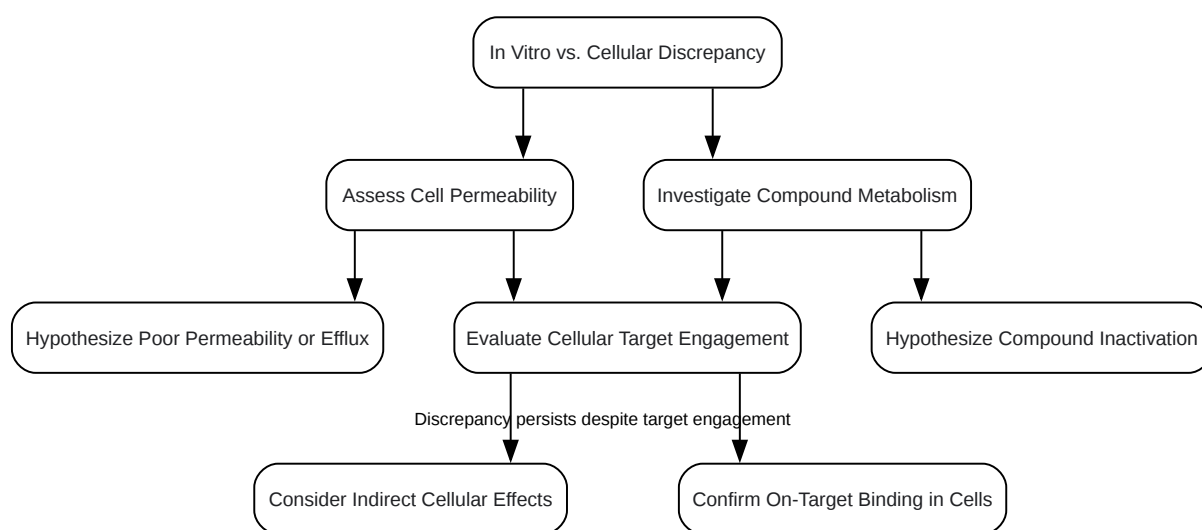 In Vitro vs. Cellular Discrepancy
Assess Cell Permeability
Investigate Compound Metabolism
Hypothesize Poor Permeability or Efflux
Evaluate Cellular Target Engagement
Hypothesize Compound Inactivation
Discrepancy persists despite target engagement
Consider Indirect Cellular Effects
Confirm On-Target Binding in Cells